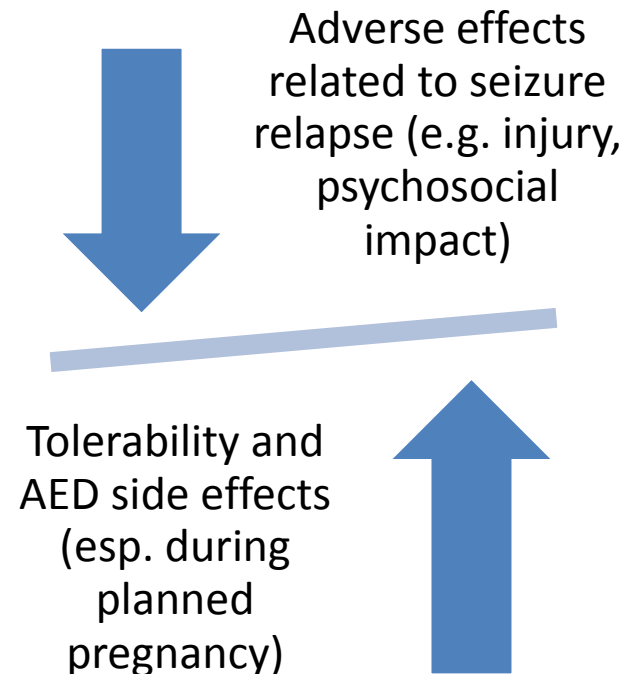 Adverse effects
related to seizure
relapse (e.g. injury,
psychosocial
impact)
Tolerability and
AED side effects
(esp. during
planned
pregnancy)